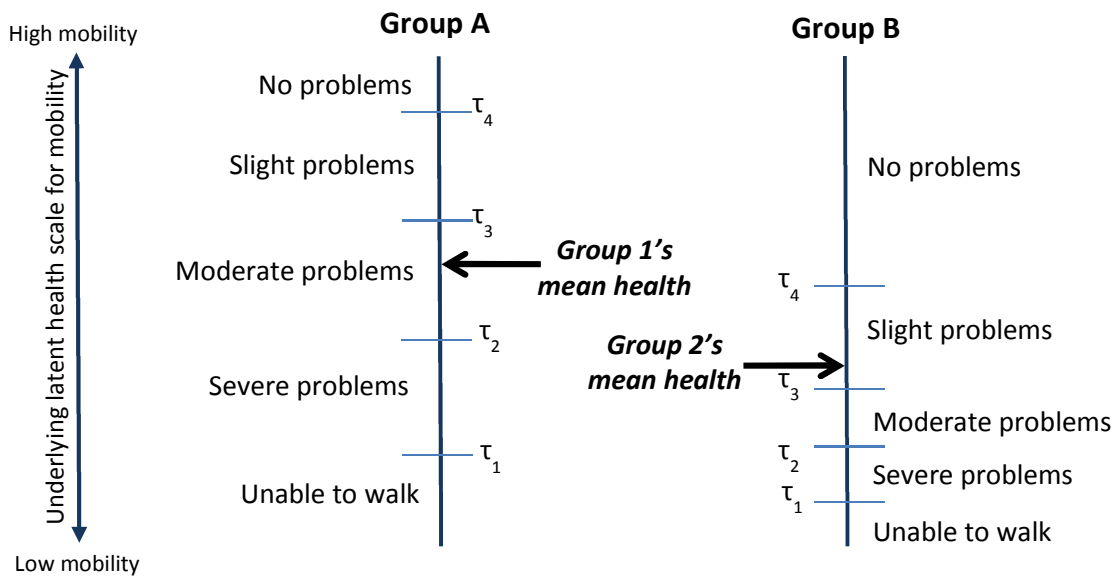 Group A
Group B
High mobility
Underlying latent health scale for mobility
Low mobility
No problems
τ4
Slight problems
τ3
Moderate problems
Group 1’s
mean health
τ2
Severe problems
τ1
Unable to walk
No problems
τ4
Slight problems
Group 2’s
mean health
τ3
Moderate problems
τ2
Severe problems
τ1
Unable to walk